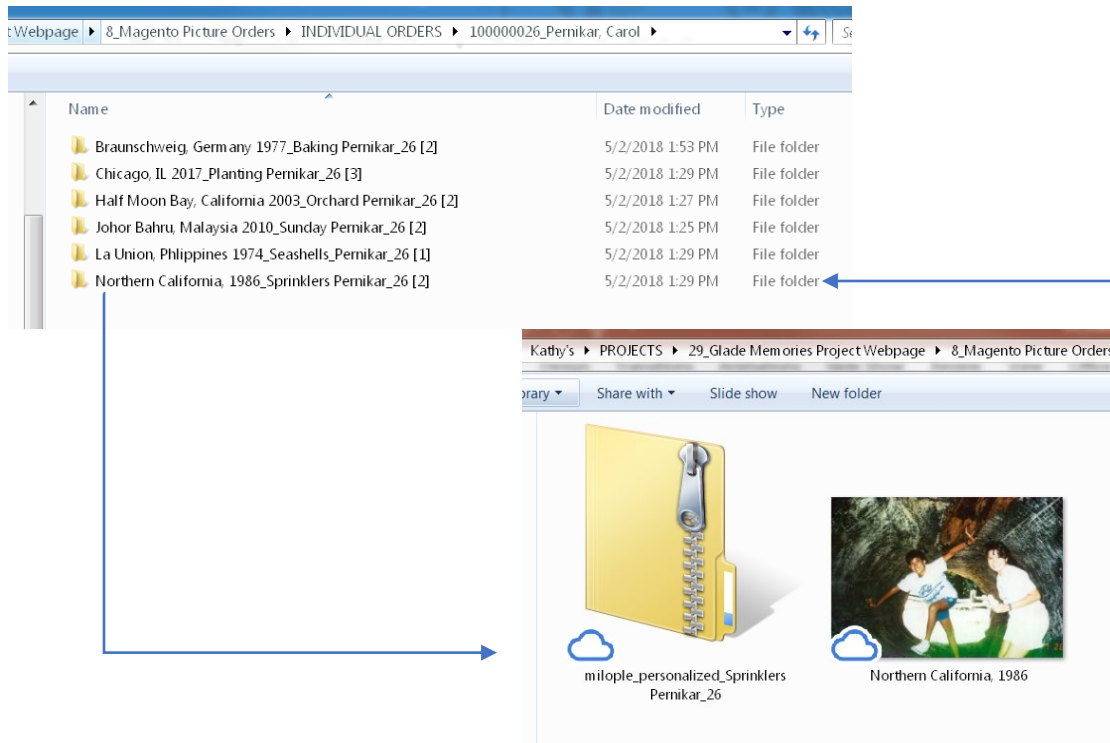 t Webpage ▸ 8_Magento Picture Orders ▸ INDIVIDUAL ORDERS ▸ 100000026_Pernikar, Carol ▸
Name Date modified Type
Braunschweig, Germany 1977_Baking Pernikar_26 [2] 5/2/2018 1:53 PM File folder
Chicago, IL 2017_Planting Pernikar_26 [3] 5/2/2018 1:29 PM File folder
Half Moon Bay, California 2003_Orchard Pernikar_26 [2] 5/2/2018 1:27 PM File folder
Johor Bahru, Malaysia 2010_Sunday Pernikar_26 [2] 5/2/2018 1:25 PM File folder
La Union, Phlippines 1974_Seashells_Pernikar_26 [1] 5/2/2018 1:29 PM File folder
Northern California, 1986_Sprinklers Pernikar_26 [2] 5/2/2018 1:29 PM File folder
Kathy's ▸ PROJECTS ▸ 29_Glade Memories Project Webpage ▸ 8_Magento Picture Orders
brary Share with Slide show New folder
milople_personalized_Sprinklers
Pernikar_26
Northern California, 1986